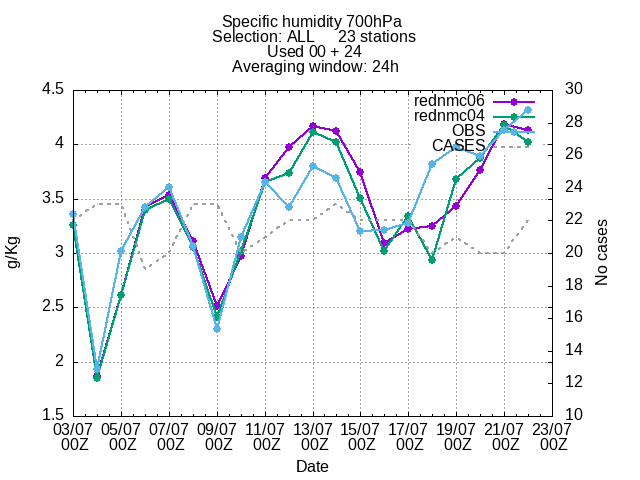 Specific humidity 700hPa
Selection: ALL 23 stations
Used 00 + 24
Averaging window: 24h
4.5
4
3.5
3
2.5
2
1.5
g/Kg
rednmc06
rednmc04
OBS
CASES
30
28
26
24
22
20
18
16
14
12
10
No cases
03/07 05/07 07/07 09/07 11/07 13/07 15/07 17/07 19/07 21/07 23/07
00Z 00Z 00Z 00Z 00Z 00Z 00Z 00Z 00Z 00Z 00Z
Date